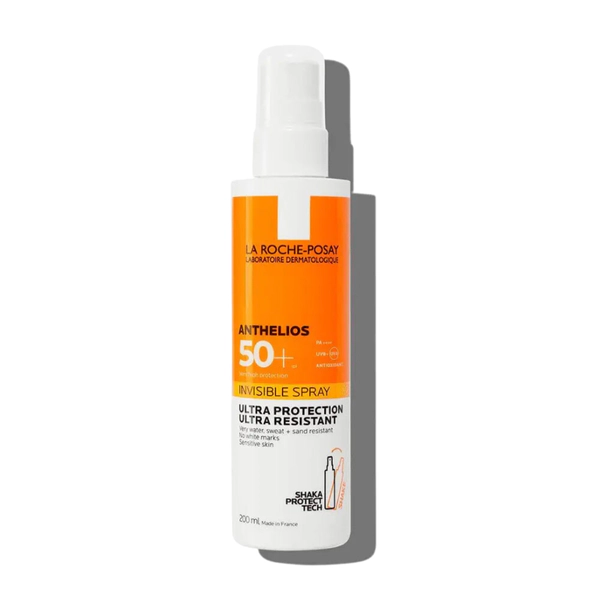 LA ROCHE-POSAY
LABORATOIRE DERMATOLOGIQUE
ANTHELIOS
50+
INVISIBLE SPRAY
ULTRA PROTECTION
ULTRA RESISTANT
Very water, sweat + sand resistant
No white marks
Sensitive skin
SHAKA
PROTECT
TECH
SHAKE
200 ml Made in France